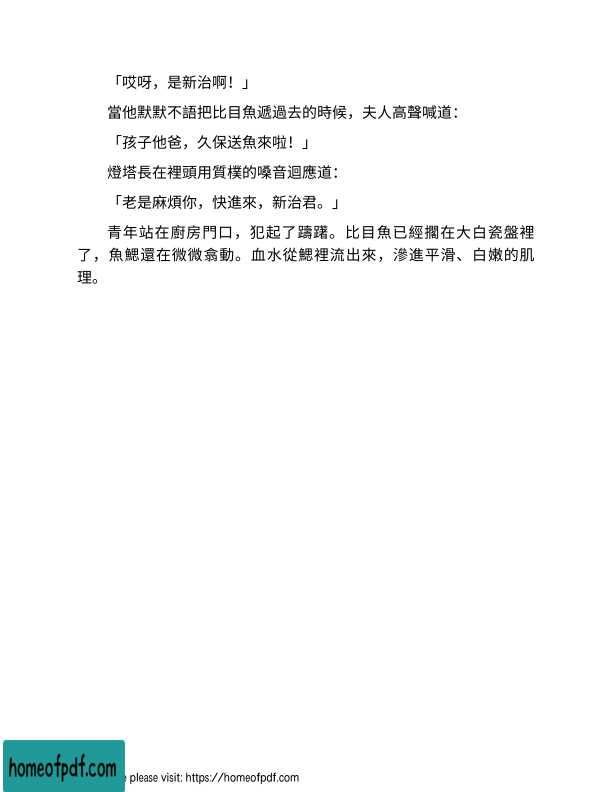 「哎呀，是新治啊！」
當他默默不語把比目魚遞過去的時候，夫人高聲喊道：
「孩子他爸，久保送魚來啦！」
燈塔長在裡頭用質樸的嗓音迴應道：
「老是麻煩你，快進來，新治君。」
青年站在廚房門口，犯起了躊躇。比目魚已經擱在大白瓷盤裡
了，魚鰓還在微微翕動。血水從鰓裡流出來，滲進平滑、白嫩的肌
理。
homeofpdf.com
please visit: https://homeofpdf.com